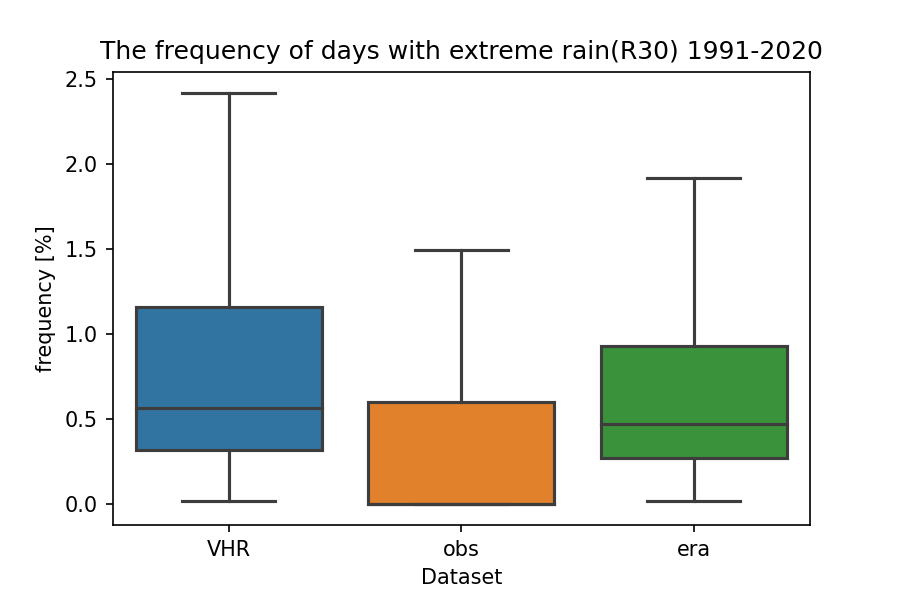 The frequency of days with extreme rain(R30) 1991-2020
2.5
2.0
1.5
1.0
0.5
0.0
frequency [%]
VHR obs era
Dataset